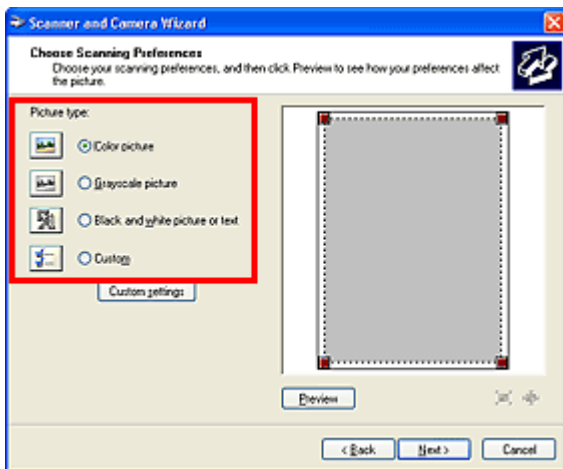 Scanner and Camera Wizard
Choose Scanning Preferences
Choose your scanning preferences, and then click Preview to see how your preferences affect
the picture.
Picture type:
Color picture
Grayscale picture
Black and white picture or text
Custom
Custom settings
Preview
< Back
Next >
Cancel